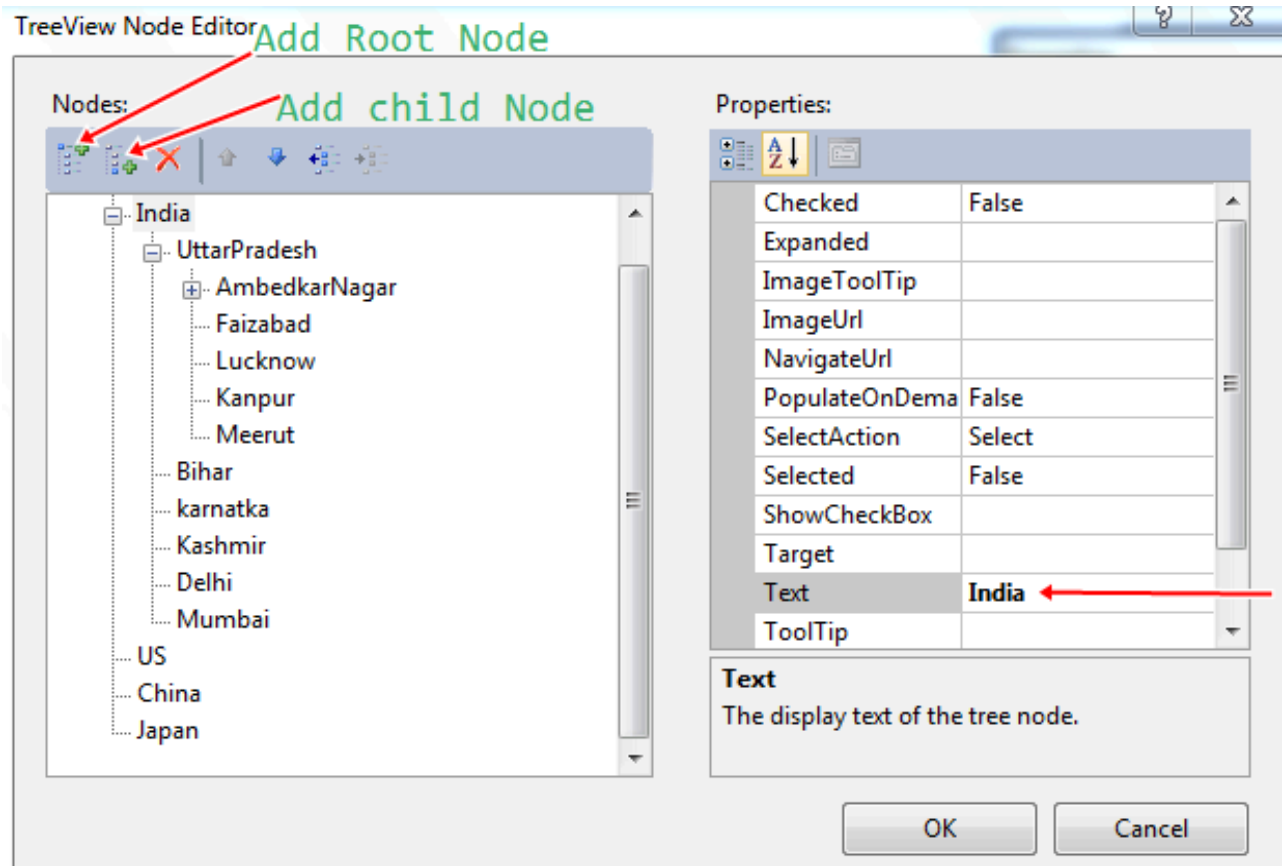 TreeView Node Editor
Add Root Node
Add child Node
Nodes:
India
UttarPradesh
AmbedkarNagar
Faizabad
Lucknow
Kanpur
Meerut
Bihar
karnatka
Kashmir
Delhi
Mumbai
US
China
Japan
Properties:
Checked False
Expanded
ImageToolTip
ImageUrl
NavigateUrl
PopulateOnDema False
SelectAction Select
Selected False
ShowCheckBox
Target
Text India
ToolTip
Text
The display text of the tree node.
OK Cancel